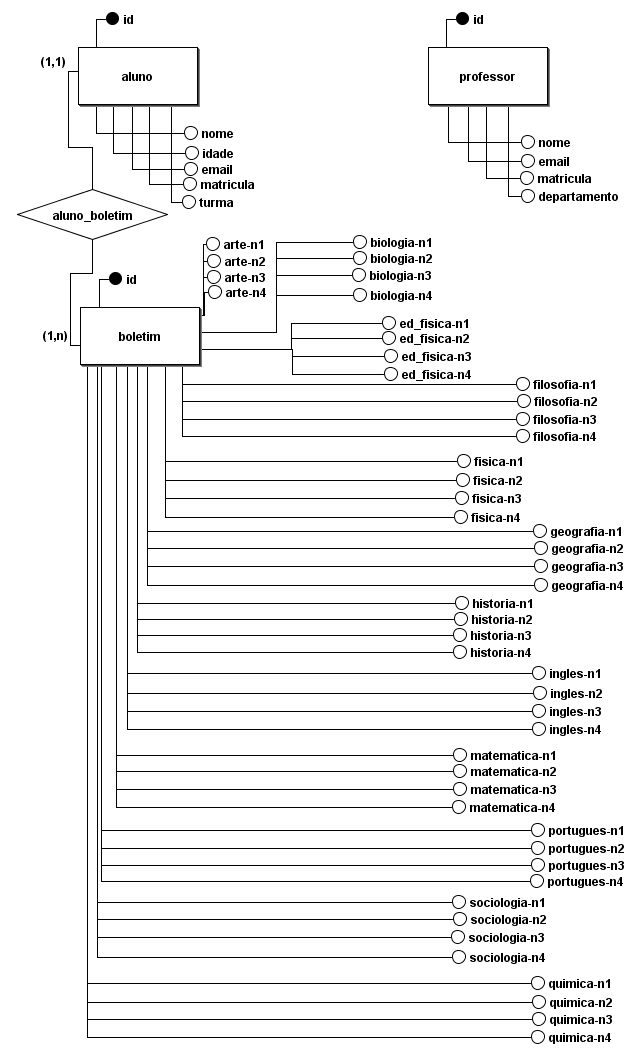 id
(1,1)
aluno
nome
idade
email
matricula
turma
id
professor
nome
email
matricula
departamento
aluno_boletim
id
(1,n)
boletim
arte-n1
arte-n2
arte-n3
arte-n4
biologia-n1
biologia-n2
biologia-n3
biologia-n4
ed_fisica-n1
ed_fisica-n2
ed_fisica-n3
ed_fisica-n4
filosofia-n1
filosofia-n2
filosofia-n3
filosofia-n4
fisica-n1
fisica-n2
fisica-n3
fisica-n4
geografia-n1
geografia-n2
geografia-n3
geografia-n4
historia-n1
historia-n2
historia-n3
historia-n4
ingles-n1
ingles-n2
ingles-n3
ingles-n4
matematica-n1
matematica-n2
matematica-n3
matematica-n4
portugues-n1
portugues-n2
portugues-n3
portugues-n4
sociologia-n1
sociologia-n2
sociologia-n3
sociologia-n4
quimica-n1
quimica-n2
quimica-n3
quimica-n4